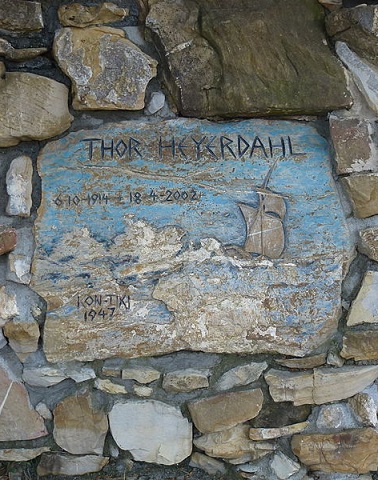 THOR HEYERDAHL
6·10·1914 - 18·4·2002
KON-TIKI
1947